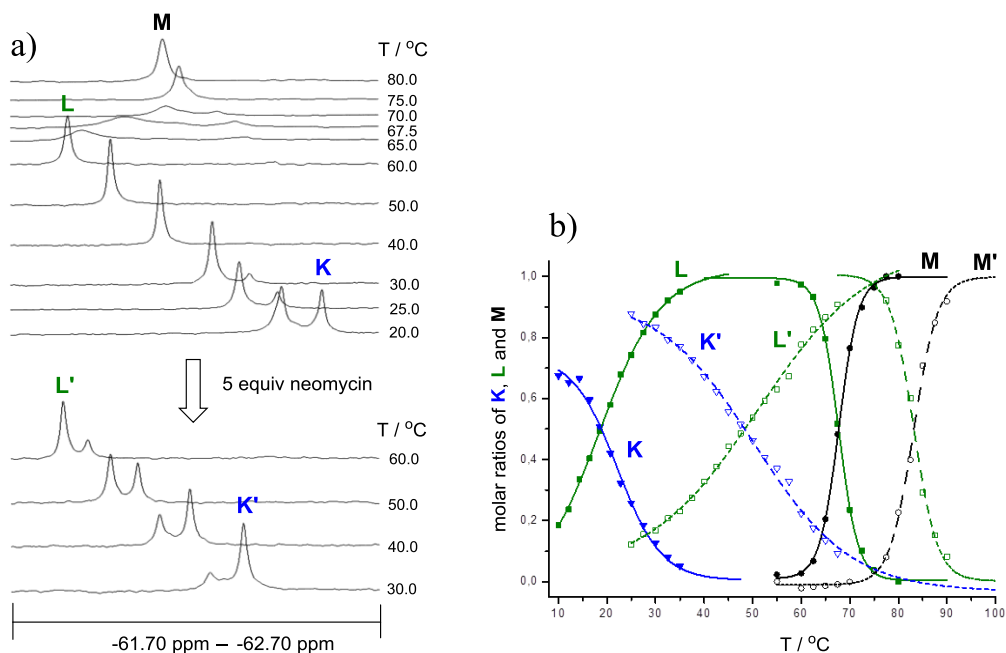 a)
M
T / °C
80.0
75.0
70.0
67.5
65.0
L
60.0
50.0
40.0
30.0
K
25.0
20.0
5 equiv neomycin
L'
T / °C
60.0
50.0
K'
40.0
30.0
-61.70 ppm – -62.70 ppm
b)
L
M
M'
1,0
0,8
0,6
0,4
0,2
0,0
K'
L'
K
molar ratios of K, L and M
10 20 30 40 50 60 70 80 90 100
T / °C